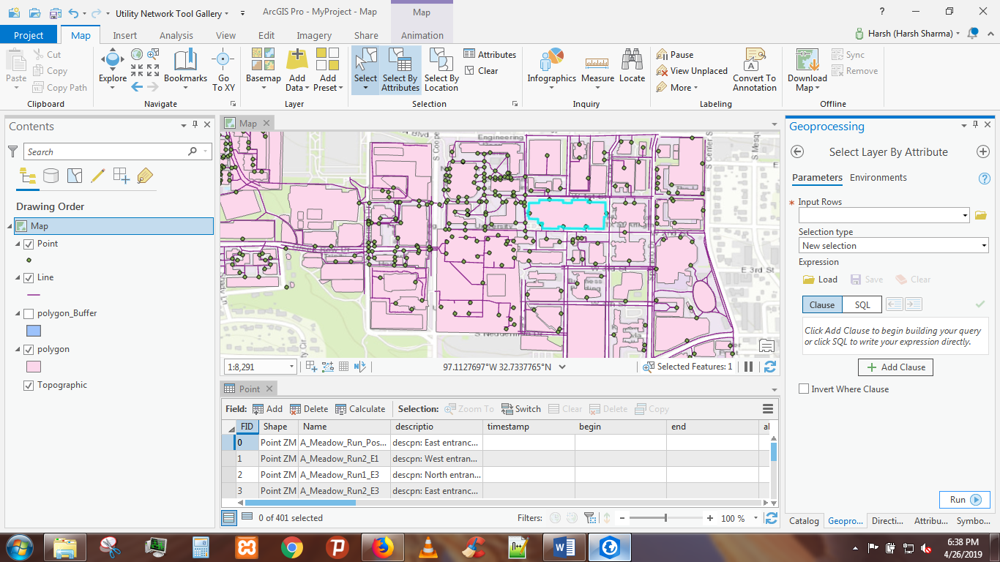 Utility Network Tool Gallery
ArcGIS Pro - MyProject - Map
Map
?
Project
Map
Insert
Analysis
View
Edit
Imagery
Share
Animation
Harsh (Harsh Sharma)
Paste
Cut
Copy
Copy Path
Clipboard
Explore
Bookmarks
Go
To XY
Navigate
Basemap
Add
Data
Add
Preset
Layer
Select
Select By
Attributes
Select By
Location
Attributes
Clear
Selection
Infographics
Measure
Locate
Inquiry
Pause
View Unplaced
More
Convert To
Annotation
Labeling
Download
Map
Sync
Remove
Offline
Contents
Search
Drawing Order
Map
Point
Line
polygon_Buffer
polygon
Topographic
Map
Blvd
S Coope
Engineering
S Center S
S Mesq
University
W 3rd St
E 3rd St
S Nedderm
1:8,291
97.1127697°W 32.7337765°N
Selected Features: 1
Point
Field:
Add
Delete
Calculate
Selection:
Zoom To
Switch
Clear
Delete
Copy
FID Shape Name descriptio timestamp begin end al
0 Point ZM A_Meadow_Run_Pos... descpn: East entranc...
1 Point ZM A_Meadow_Run2_E1 descpn: West entran...
2 Point ZM A_Meadow_Run1_E3 descpn: North entran...
3 Point ZM A_Meadow_Run2_E3 descpn: East entranc...
0 of 401 selected
Filters:
100 %
Geoprocessing
Select Layer By Attribute
Parameters Environments
* Input Rows
Selection type
New selection
Expression
Load
Save
Clear
Clause
SQL
Click Add Clause to begin building your query
or click SQL to write your expression directly.
Add Clause
Invert Where Clause
Run
Catalog
Geopro...
Directi...
Attribu...
Symbo...
6:38 PM
4/26/2019